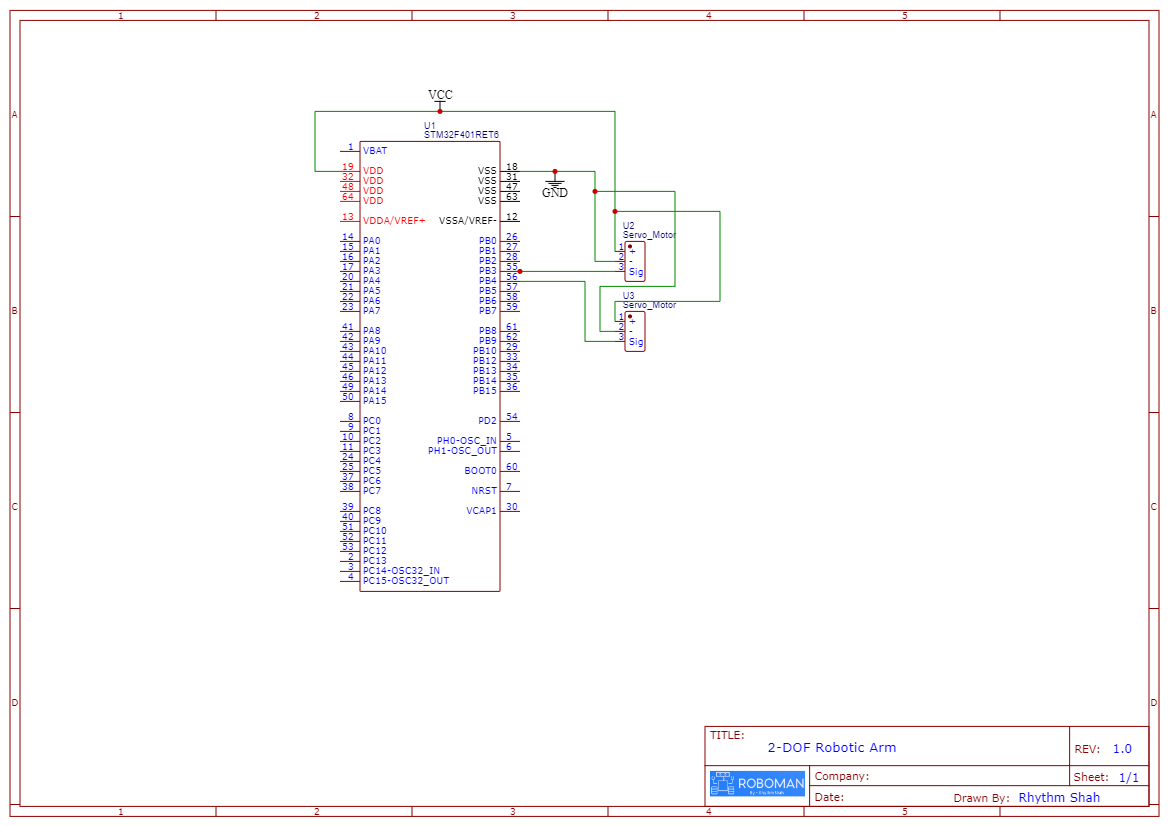 1 2 3 4 5
A A
B B
C C
D D
VCC
U1
STM32F401RET6
1 VBAT
19 VDD VSS 18
32 VDD VSS 31
48 VDD VSS 47
64 VDD VSS 63
GND
13 VDDA/VREF+ VSSA/VREF- 12
14 PA0 PB0 26
15 PA1 PB1 27
16 PA2 PB2 28
17 PA3 PB3 55
20 PA4 PB4 56
21 PA5 PB5 57
22 PA6 PB6 58
23 PA7 PB7 59
41 PA8 PB8 61
42 PA9 PB9 62
43 PA10 PB10 29
44 PA11 PB12 33
45 PA12 PB13 34
46 PA13 PB14 35
49 PA14 PB15 36
50 PA15
8 PC0 PD2 54
9 PC1
10 PC2 PH0-OSC_IN 5
11 PC3 PH1-OSC_OUT 6
24 PC4
25 PC5 BOOT0 60
37 PC6
38 PC7 NRST 7
39 PC8 VCAP1 30
40 PC9
51 PC10
52 PC11
53 PC12
2 PC13
3 PC14-OSC32_IN
4 PC15-OSC32_OUT
U2
Servo_Motor
1 +
2 -
3 Sig
U3
Servo_Motor
1 +
2 -
3 Sig
TITLE:
2-DOF Robotic Arm
REV: 1.0
ROBOMAN
Company:
Sheet: 1/1
Date:
Drawn By: Rhythm Shah
1 2 3 4 5